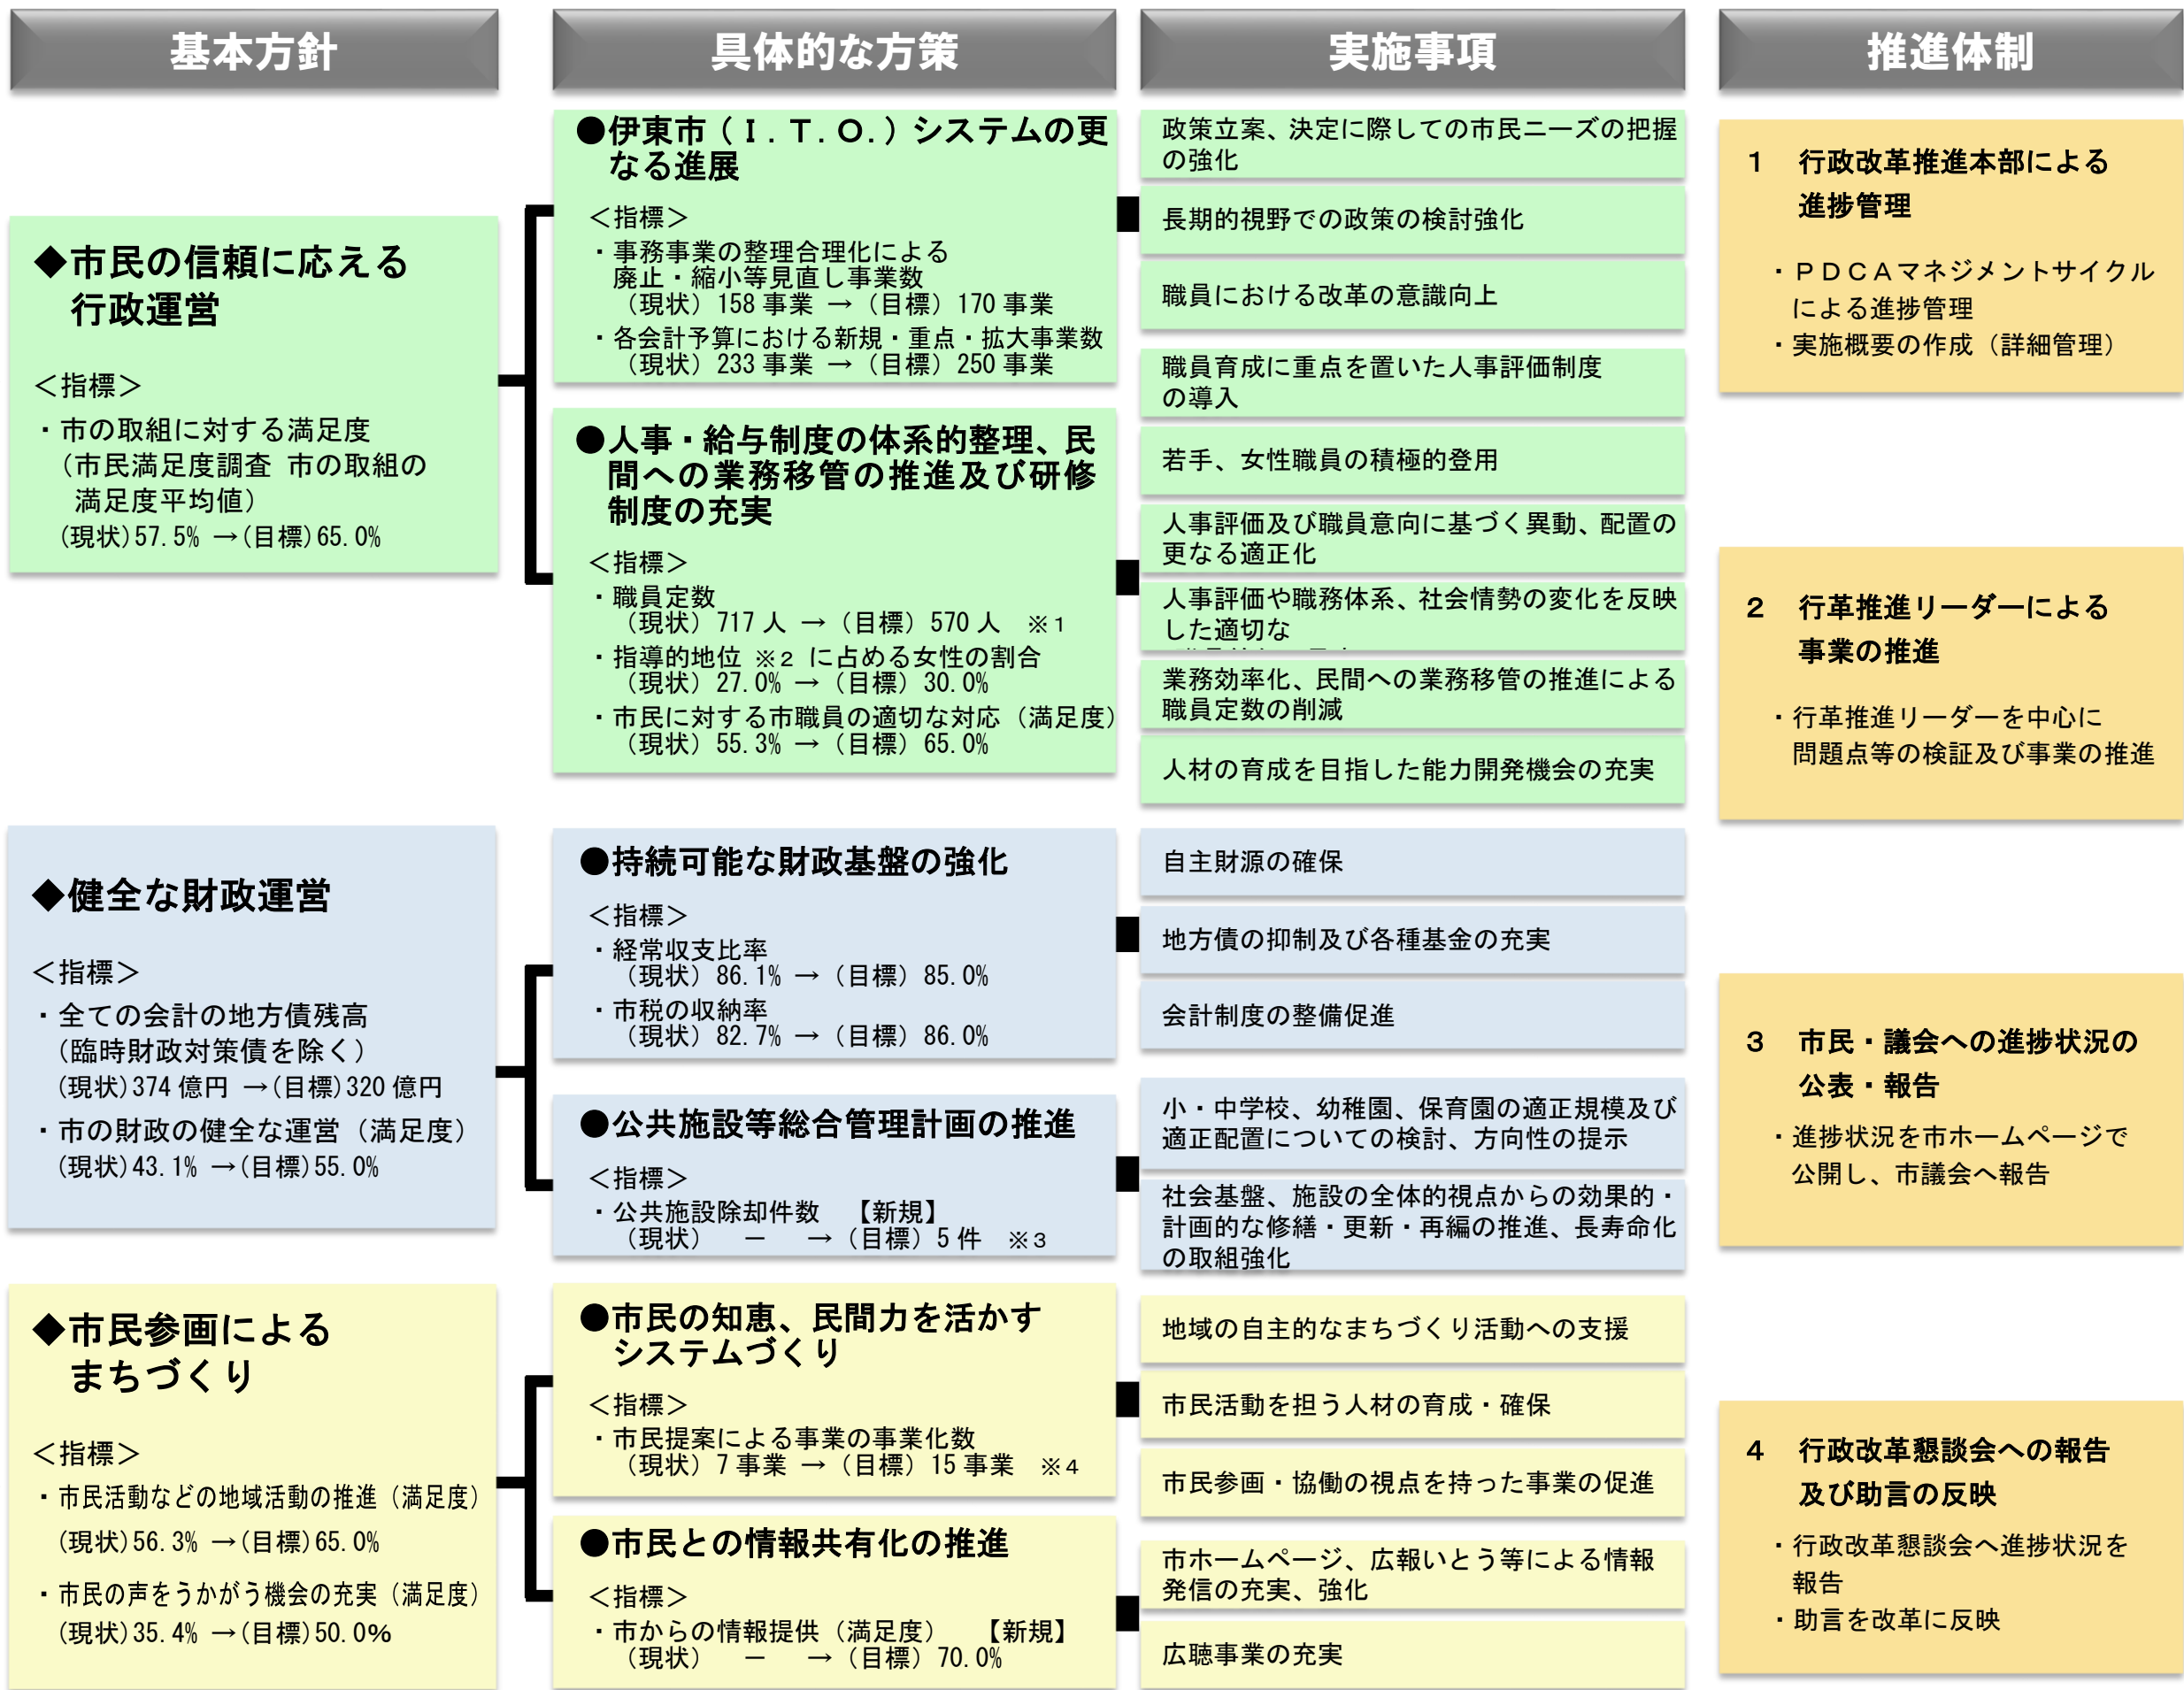 基本方針
具体的な方策
実施事項
推進体制
◆市民の信頼に応える
行政運営
＜指標＞
・市の取組に対する満足度
（市民満足度調査 市の取組の
満足度平均値）
(現状)57.5% →(目標)65.0%
●伊東市（Ｉ．Ｔ．Ｏ．）システムの更
なる進展
＜指標＞
・事務事業の整理合理化による
廃止・縮小等見直し事業数
（現状）158 事業 →（目標）170 事業
・各会計予算における新規・重点・拡大事業数
（現状）233 事業 →（目標）250 事業
●人事・給与制度の体系的整理、民
間への業務移管の推進及び研修
制度の充実
＜指標＞
・職員定数
（現状）717 人 →（目標）570 人 ※１
・指導的地位 ※２ に占める女性の割合
（現状）27.0% →（目標）30.0%
・市民に対する市職員の適切な対応（満足度）
（現状）55.3% →（目標）65.0%
政策立案、決定に際しての市民ニーズの把握
の強化
長期的視野での政策の検討強化
職員における改革の意識向上
職員育成に重点を置いた人事評価制度
の導入
若手、女性職員の積極的登用
人事評価及び職員意向に基づく異動、配置の
更なる適正化
人事評価や職務体系、社会情勢の変化を反映
した適切な
業務効率化、民間への業務移管の推進による
職員定数の削減
人材の育成を目指した能力開発機会の充実
◆健全な財政運営
＜指標＞
・全ての会計の地方債残高
（臨時財政対策債を除く）
(現状)374 億円 →(目標)320 億円
・市の財政の健全な運営（満足度）
(現状)43.1% →(目標)55.0%
●持続可能な財政基盤の強化
＜指標＞
・経常収支比率
（現状）86.1% →（目標）85.0%
・市税の収納率
（現状）82.7% →（目標）86.0%
●公共施設等総合管理計画の推進
＜指標＞
・公共施設除却件数 【新規】
（現状） － →（目標）5 件 ※３
自主財源の確保
地方債の抑制及び各種基金の充実
会計制度の整備促進
小・中学校、幼稚園、保育園の適正規模及び
適正配置についての検討、方向性の提示
社会基盤、施設の全体的視点からの効果的・
計画的な修繕・更新・再編の推進、長寿命化
の取組強化
◆市民参画による
まちづくり
＜指標＞
・市民活動などの地域活動の推進（満足度）
(現状)56.3% →(目標)65.0%
・市民の声をうかがう機会の充実（満足度）
(現状)35.4% →(目標)50.0%
●市民の知恵、民間力を活かす
システムづくり
＜指標＞
・市民提案による事業の事業化数
（現状）7 事業 →（目標）15 事業 ※４
●市民との情報共有化の推進
＜指標＞
・市からの情報提供（満足度） 【新規】
（現状） － →（目標）70.0%
地域の自主的なまちづくり活動への支援
市民活動を担う人材の育成・確保
市民参画・協働の視点を持った事業の促進
市ホームページ、広報いとう等による情報
発信の充実、強化
広聴事業の充実
１ 行政改革推進本部による
進捗管理
・ＰＤＣＡマネジメントサイクル
による進捗管理
・実施概要の作成（詳細管理）
２ 行革推進リーダーによる
事業の推進
・行革推進リーダーを中心に
問題点等の検証及び事業の推進
３ 市民・議会への進捗状況の
公表・報告
・進捗状況を市ホームページで
公開し、市議会へ報告
４ 行政改革懇談会への報告
及び助言の反映
・行政改革懇談会へ進捗状況を
報告
・助言を改革に反映